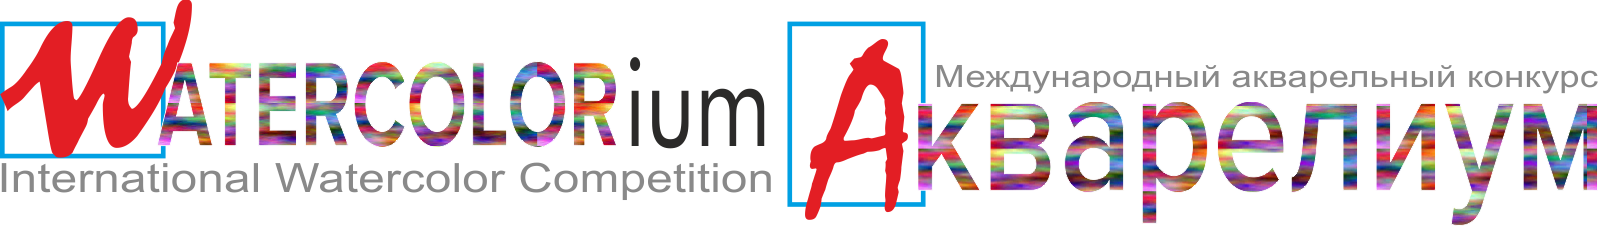 WATERCOLORium
International Watercolor Competition
Международный акварельный конкурс
Акварелиум